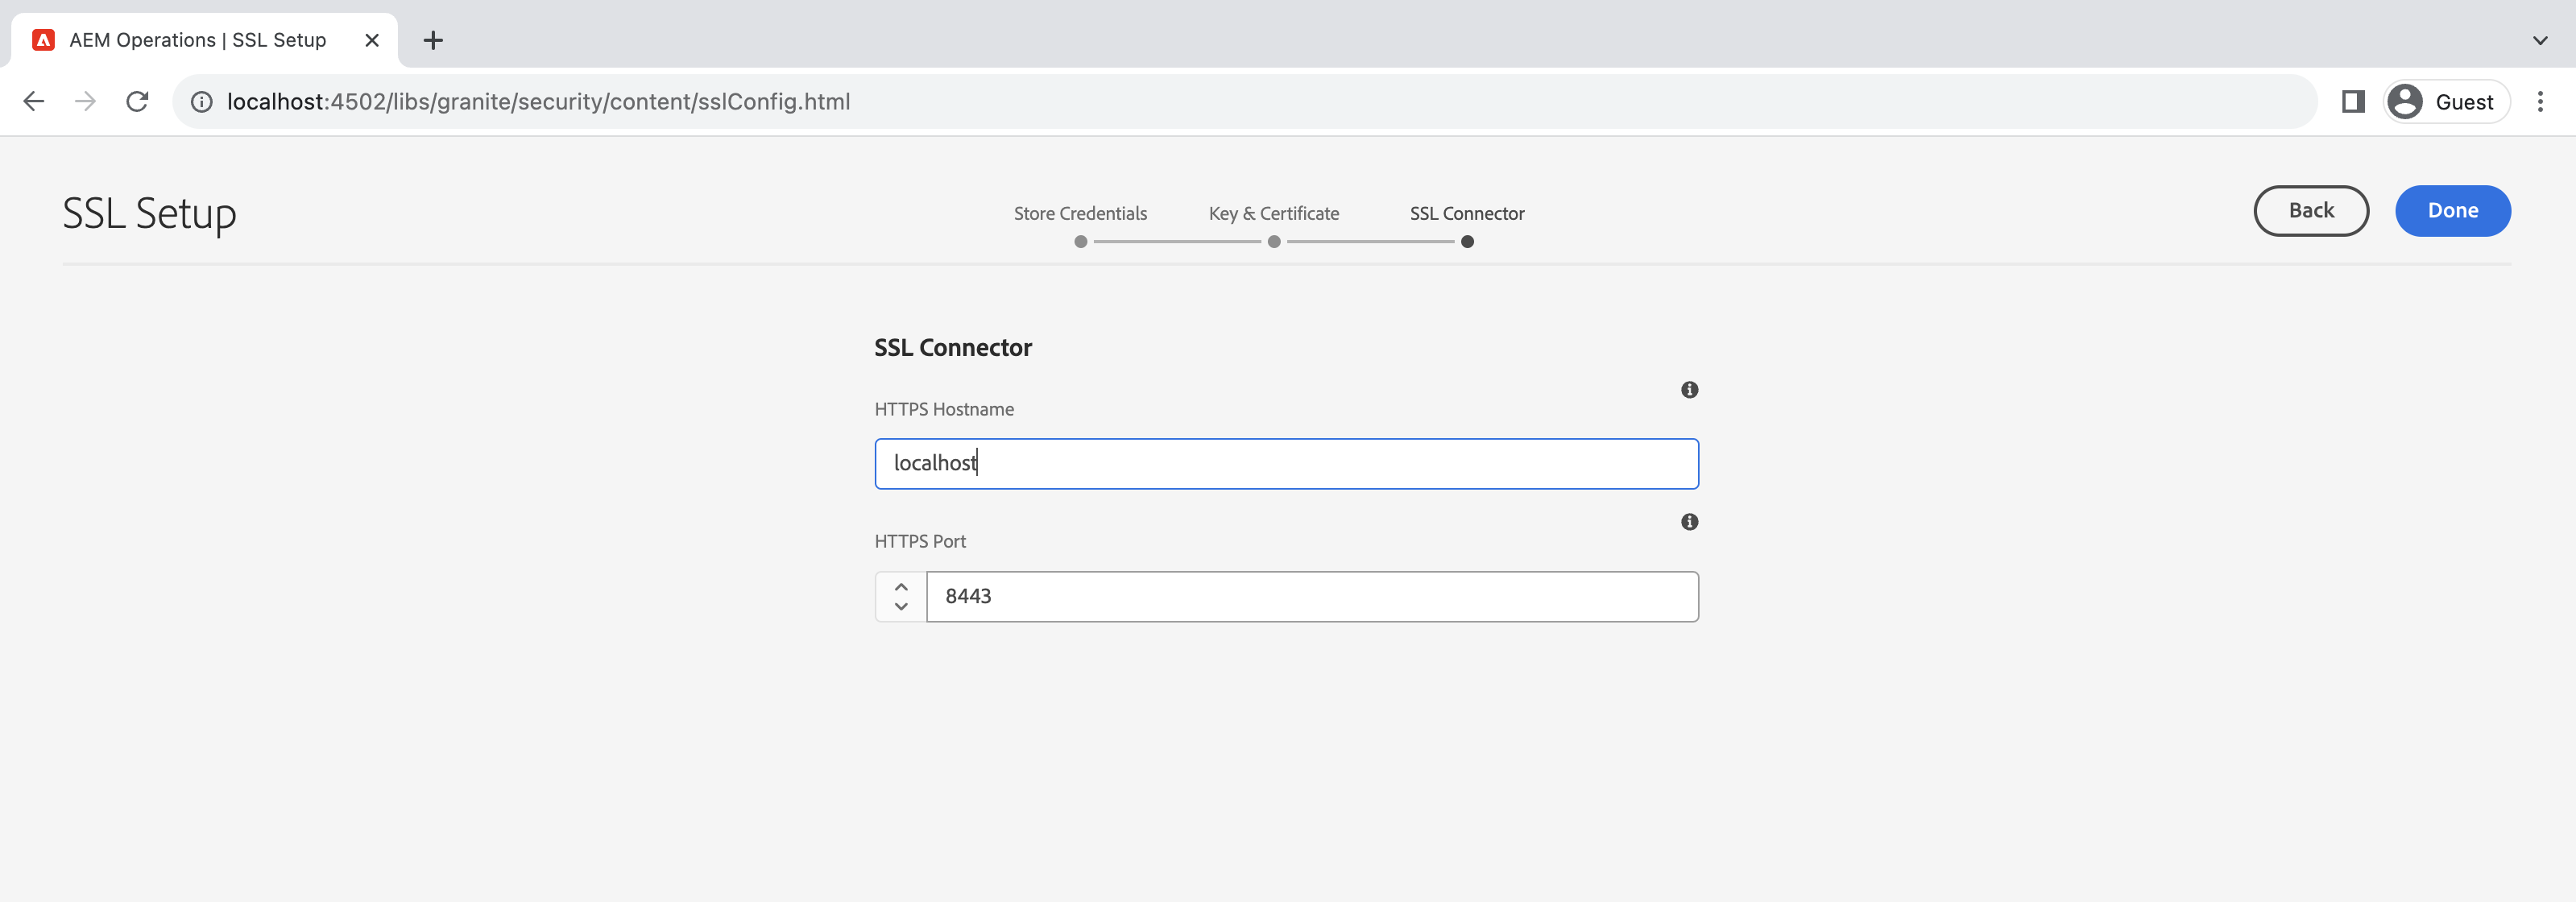 AEM Operations | SSL Setup
localhost:4502/libs/granite/security/content/sslConfig.html
Guest
SSL Setup
Store Credentials
Key & Certificate
SSL Connector
Back
Done
SSL Connector
HTTPS Hostname
localhost
HTTPS Port
8443